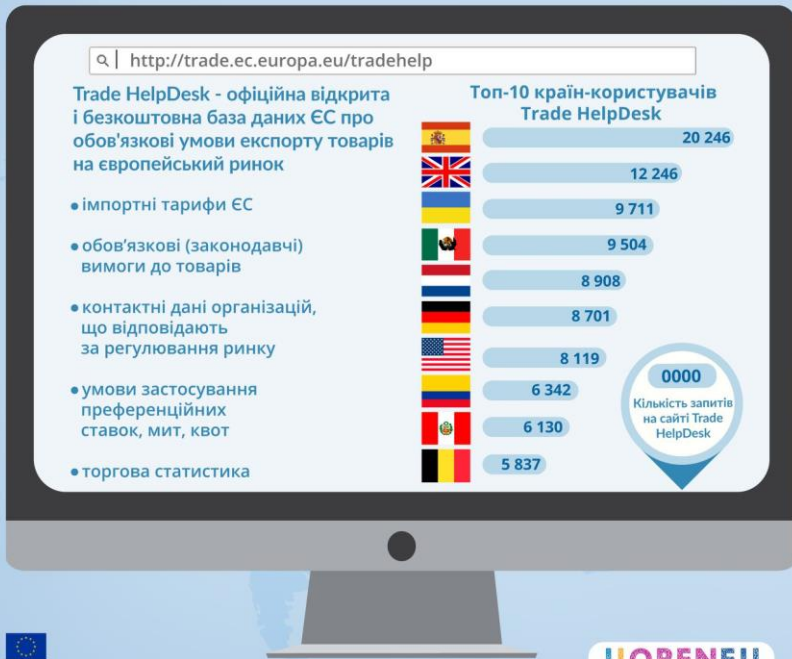 http://trade.ec.europa.eu/tradehelp
Trade HelpDesk - офіційна відкрита
і безкоштовна база даних ЄС про
обов'язкові умови експорту товарів
на європейський ринок
• імпортні тарифи ЄС
• обов’язкові (законодавчі)
вимоги до товарів
• контактні дані організацій,
що відповідають
за регулювання ринку
• умови застосування
преференційних
ставок, мит, квот
• торгова статистика
Топ-10 країн-користувачів
Trade HelpDesk
20 246
12 246
9 711
9 504
8 908
8 701
8 119
6 342
6 130
5 837
0000
Кількість запитів
на сайті Trade
HelpDesk